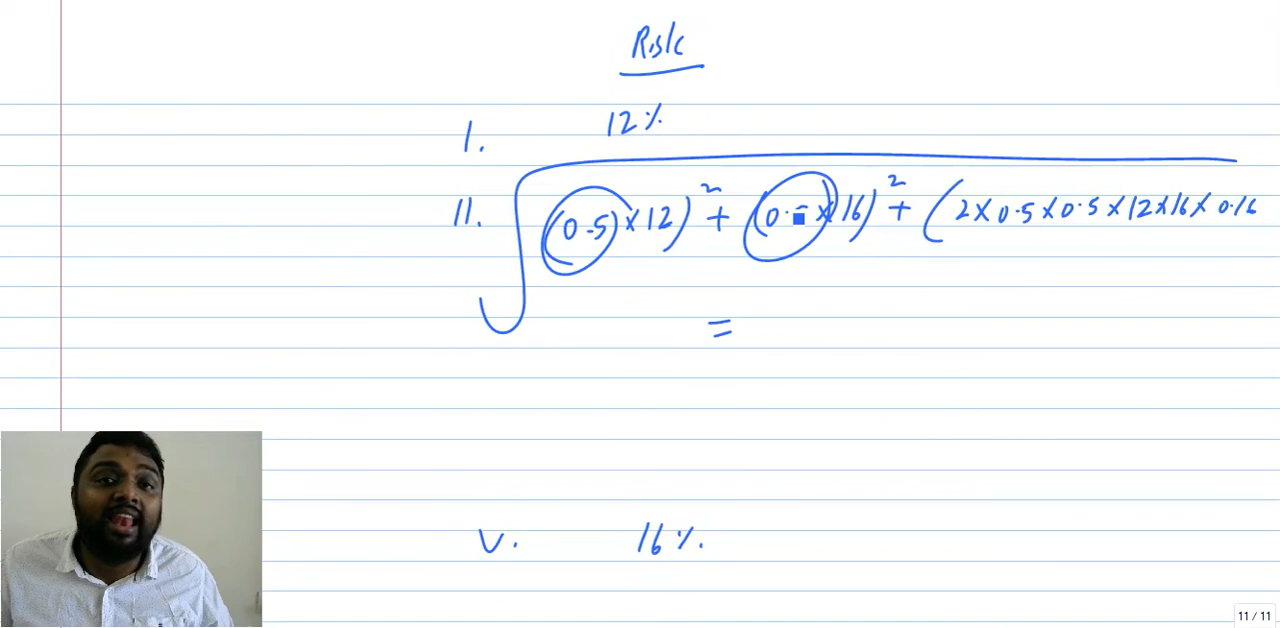 Risk
I. 12%
II. √ (0.5) × 12)² + (0.5 × 16)² + (2 × 0.5 × 0.5 × 12 × 16 × 0.16
=
V. 16%.
11 / 11